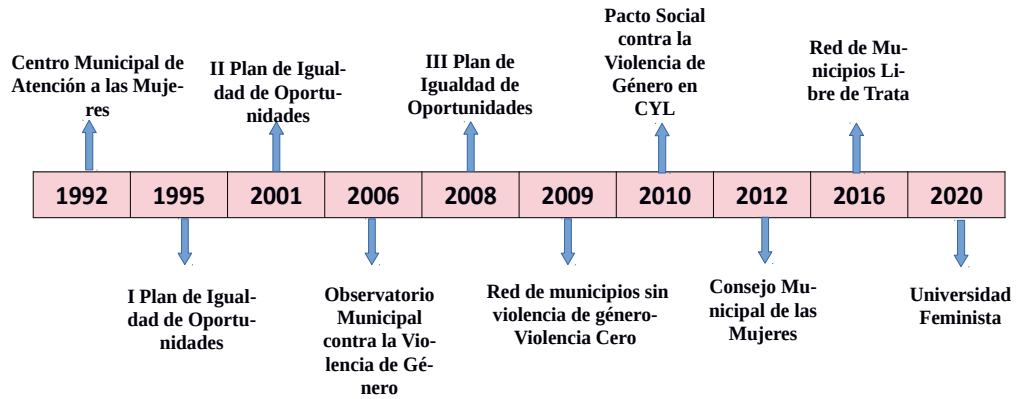 Centro Municipal de
Atención a las Muje-
res
II Plan de Igual-
dad de Oportu-
nidades
III Plan de
Igualdad de
Oportunidades
Pacto Social
contra la
Violencia de
Género en
CYL
Red de Mu-
nicipios Li-
bre de Trata
1992 1995 2001 2006 2008 2009 2010 2012 2016 2020
I Plan de Igual-
dad de Oportu-
nidades
Observatorio
Municipal
contra la Vio-
lencia de Gé-
nero
Red de municipios sin
violencia de género-
Violencia Cero
Consejo Mu-
nicipal de las
Mujeres
Universidad
Feminista